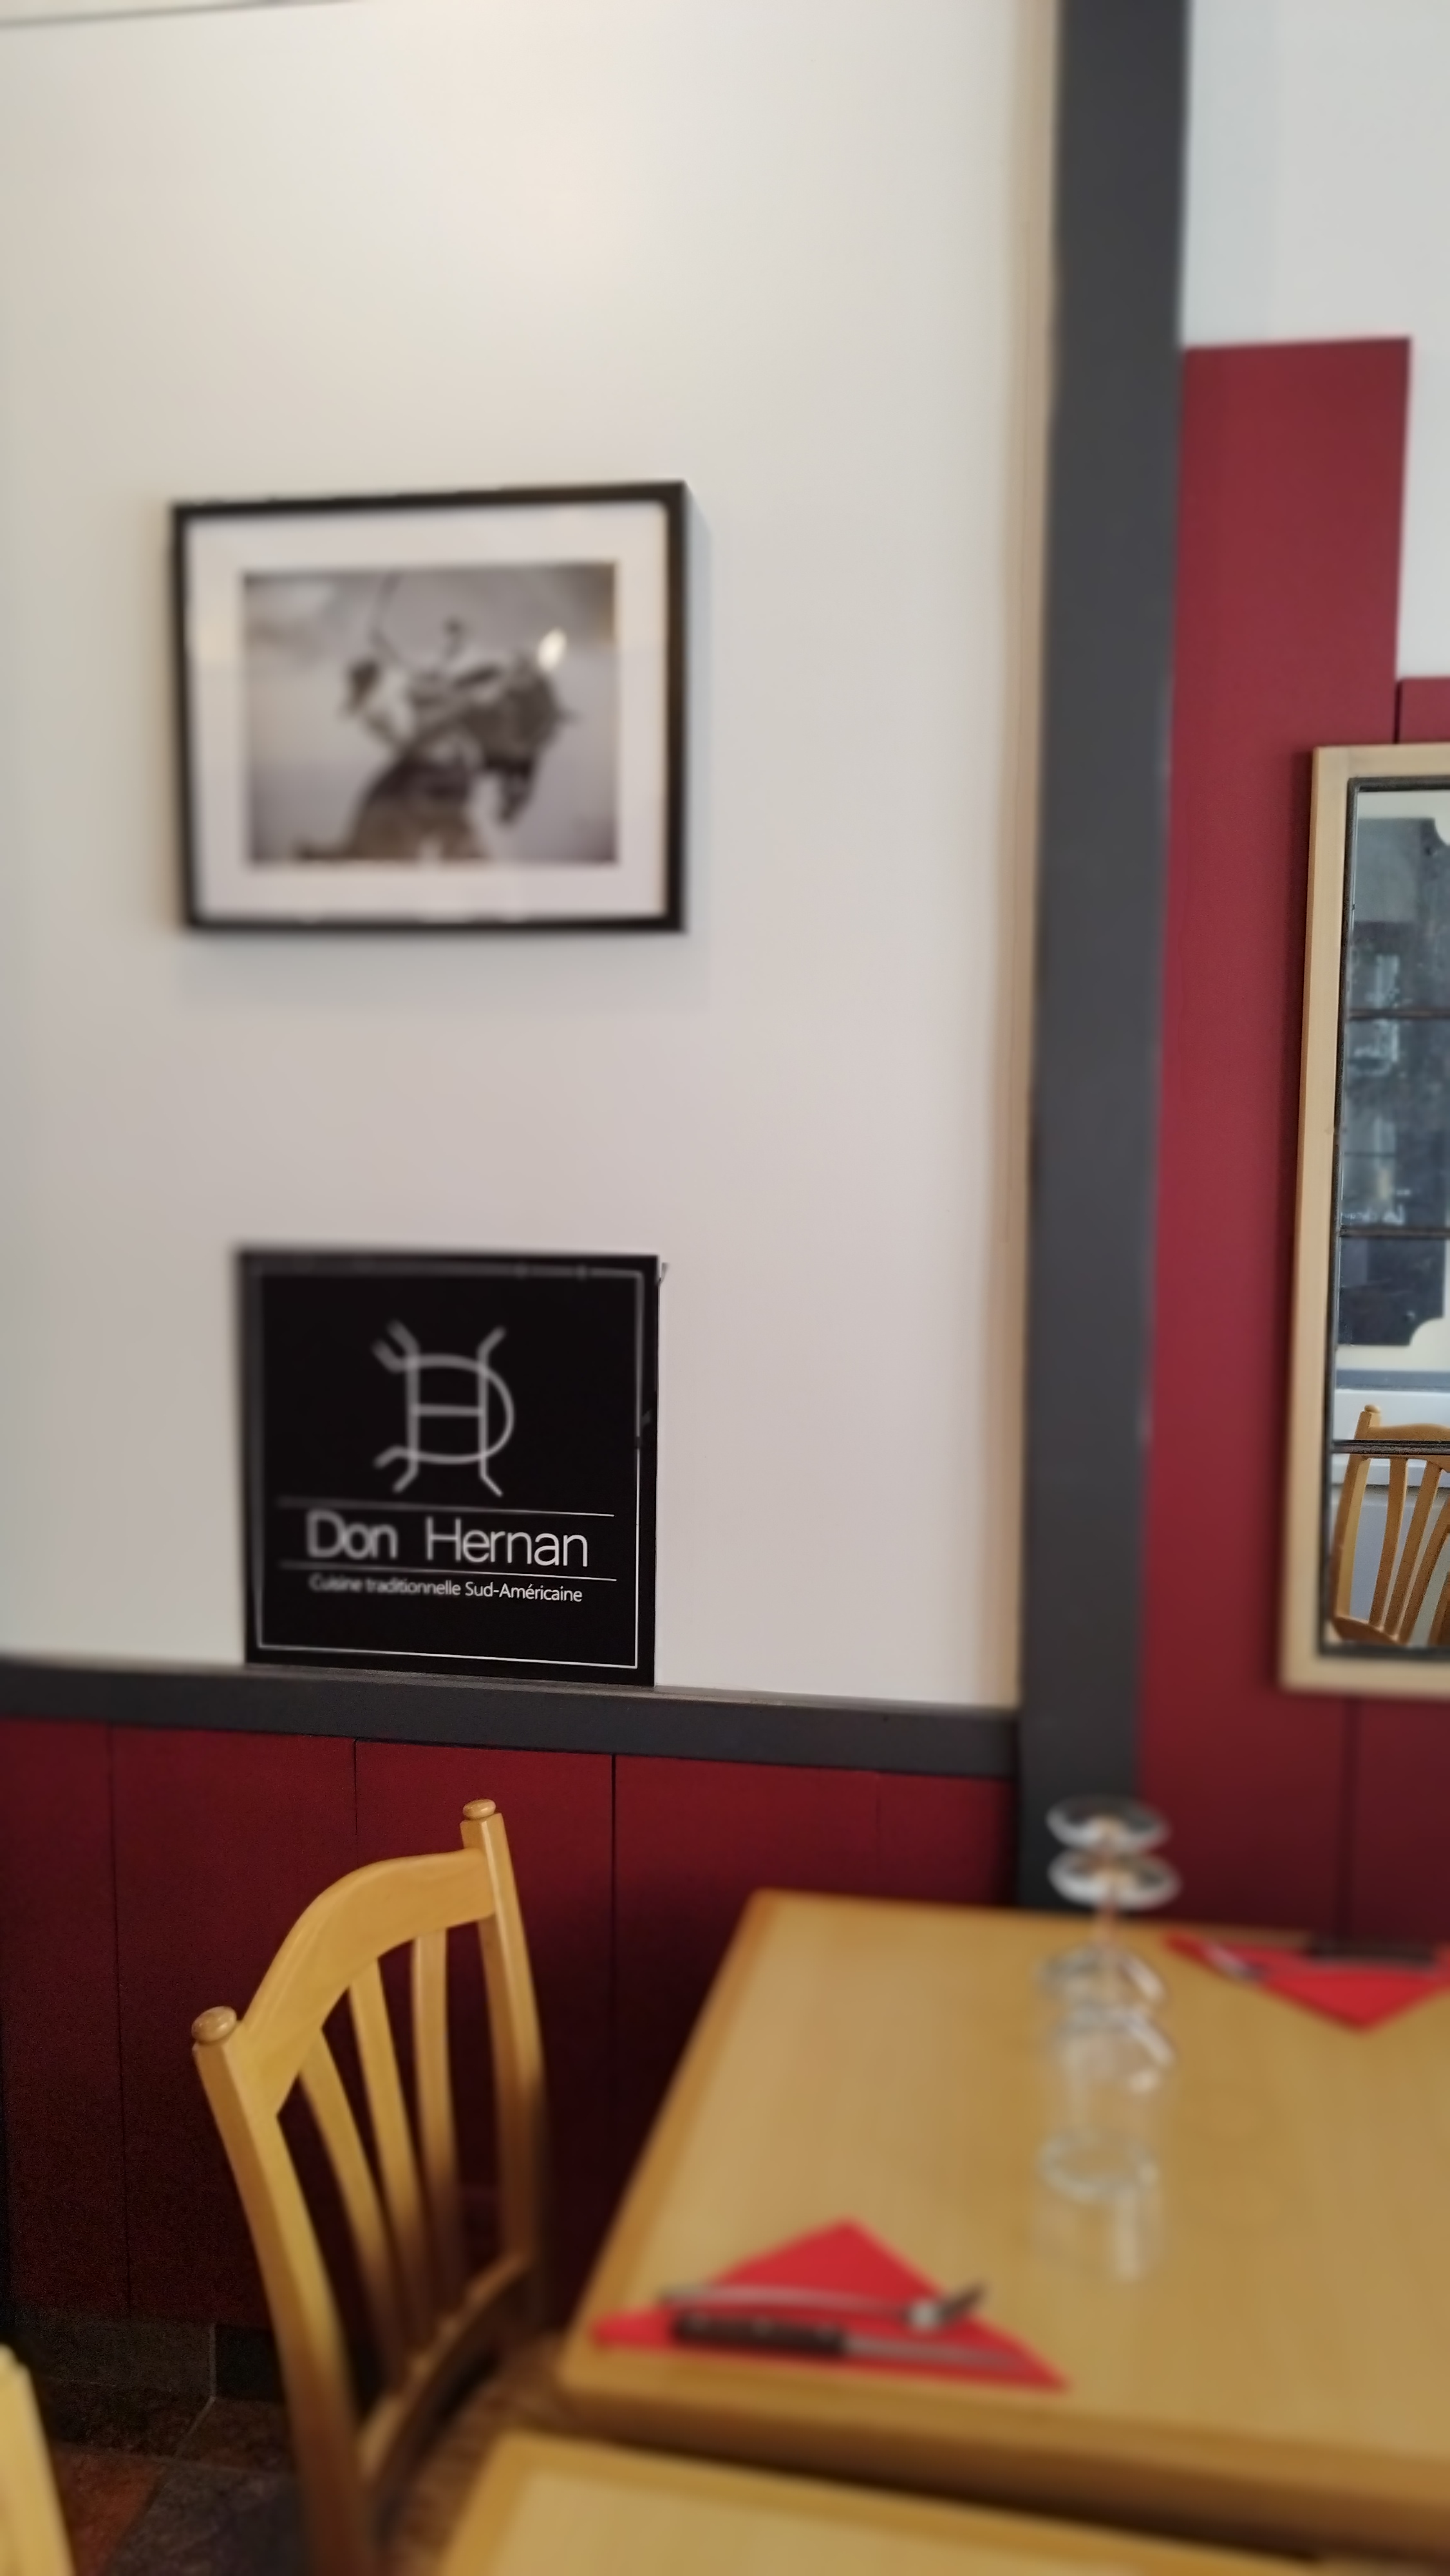 Don Hernan
Cuisine traditionnelle Sud-Américaine